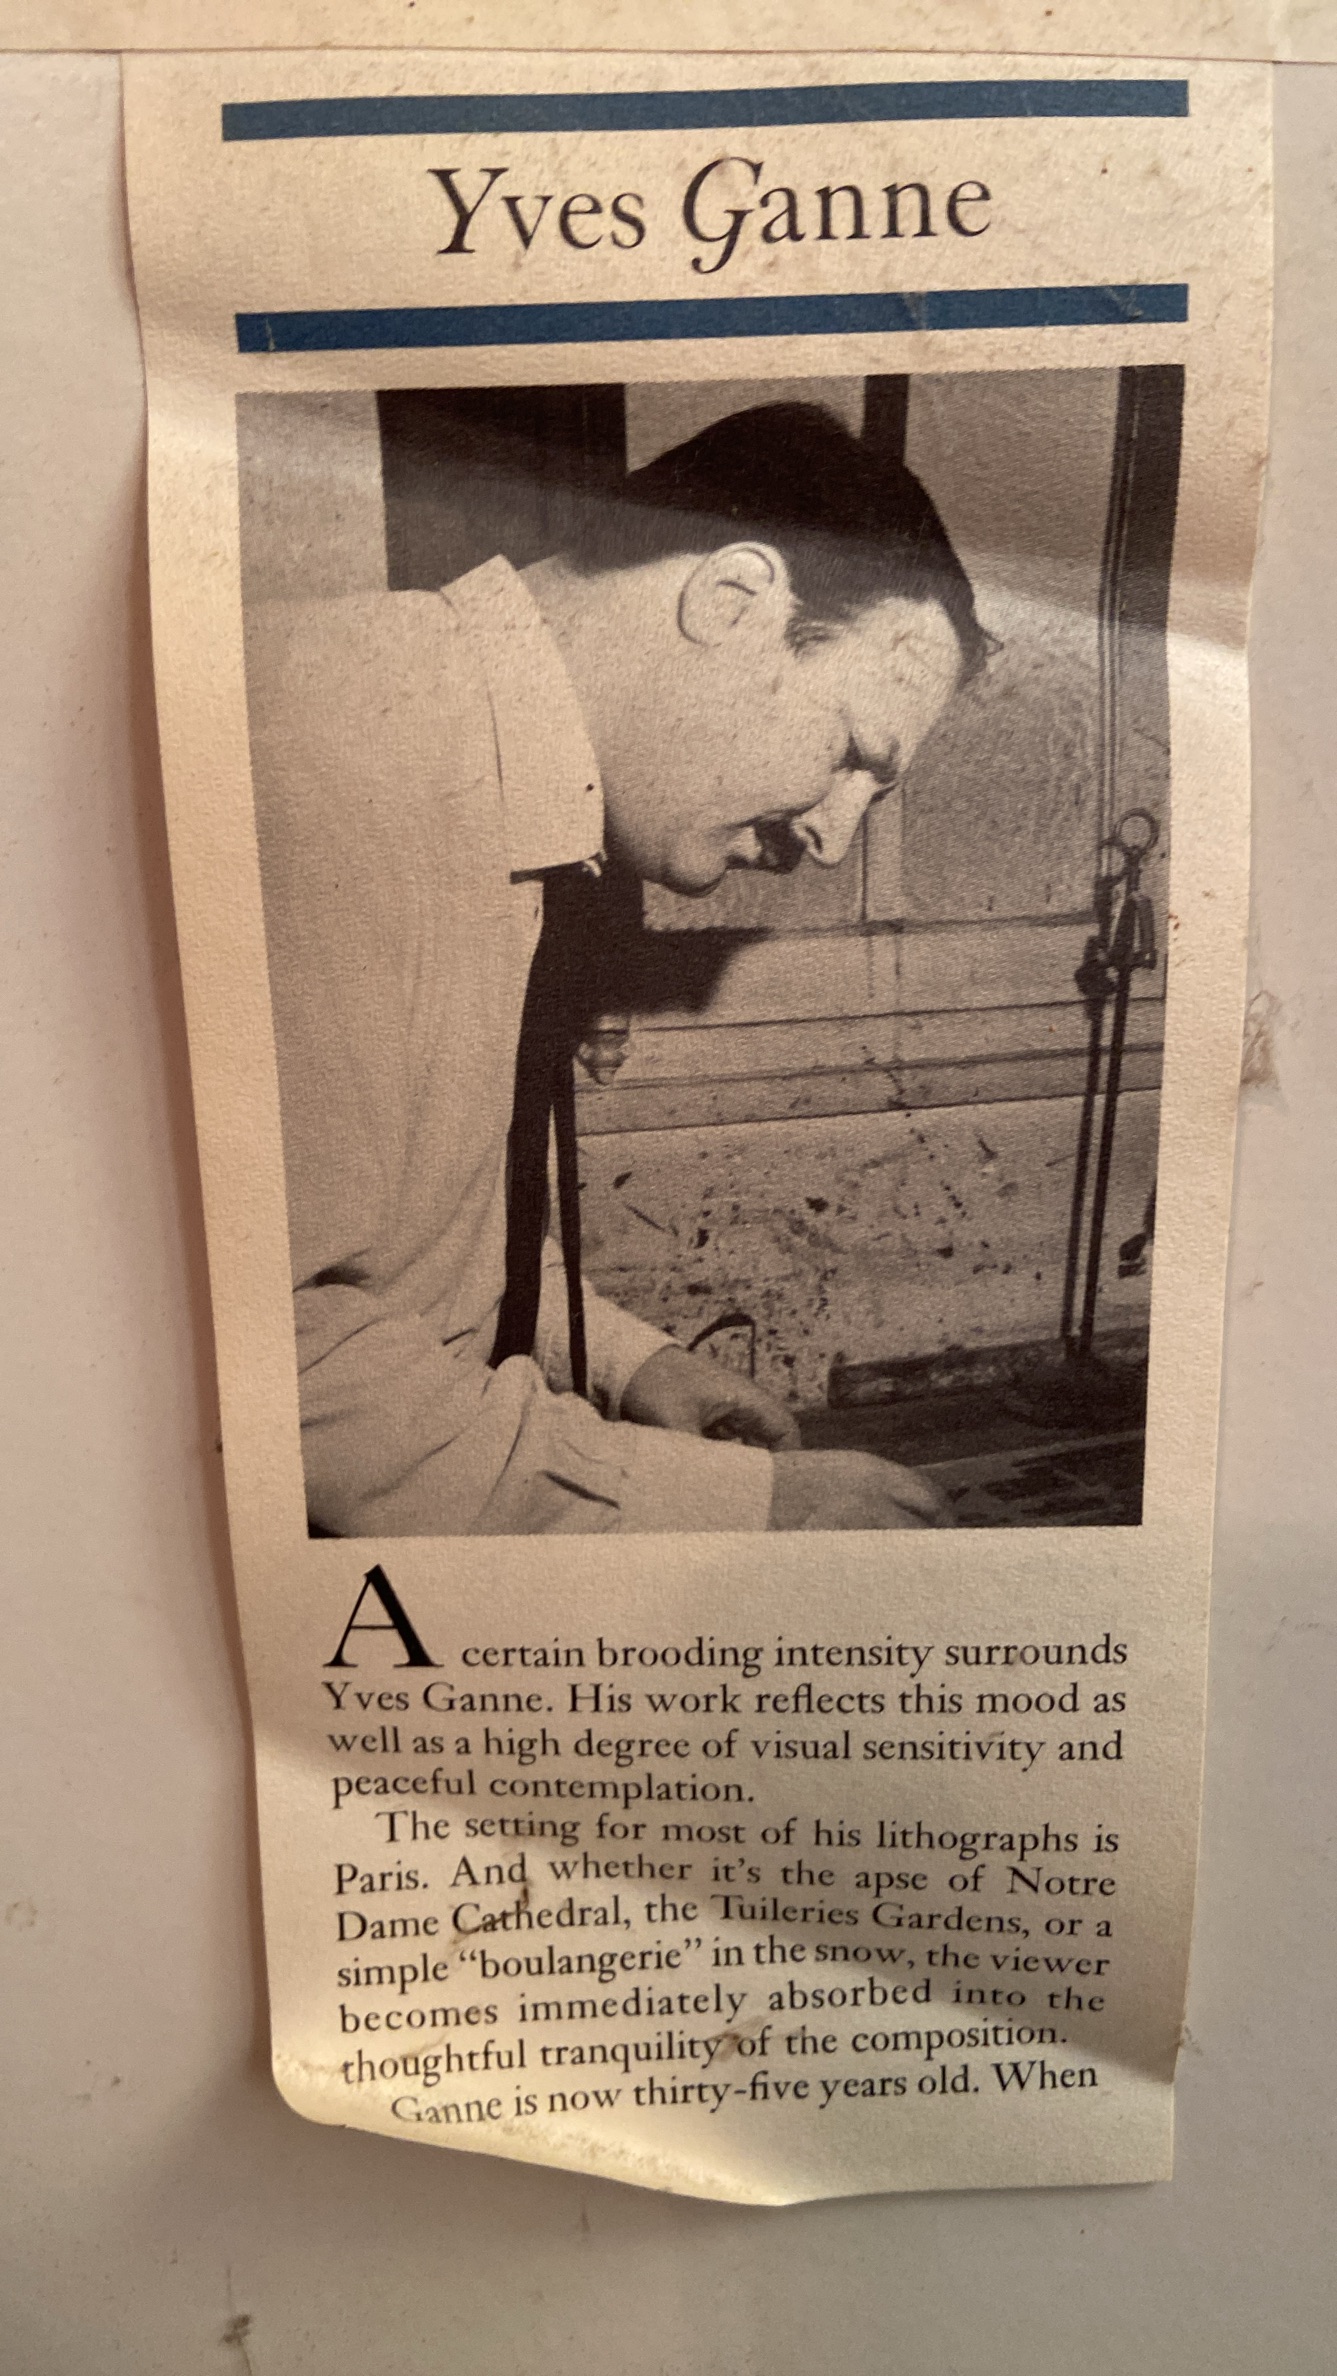 Yves Ganne
A certain brooding intensity surrounds
Yves Ganne. His work reflects this mood as
well as a high degree of visual sensitivity and
peaceful contemplation.
The setting for most of his lithographs is
Paris. And whether it's the apse of Notre
Dame Cathedral, the Tuileries Gardens, or a
simple “boulangerie” in the snow, the viewer
becomes immediately absorbed into the
thoughtful tranquility of the composition.
Ganne is now thirty-five years old. When